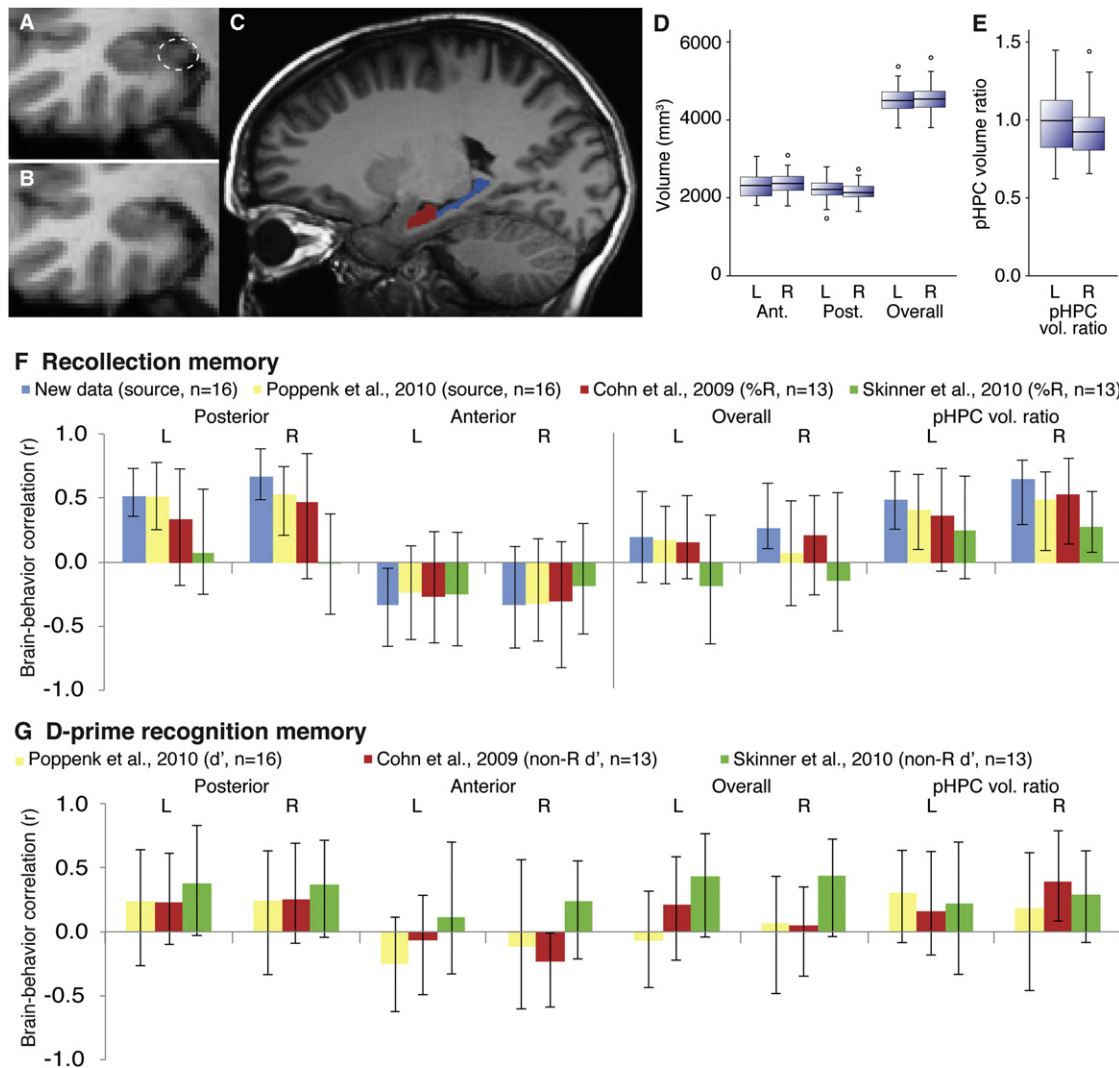 A
B
C
D
6000
4000
2000
0
Volume (mm³)
L R
Ant.
L R
Post.
L R
Overall
E
1.5
1.0
0.5
0.0
pHPC volume ratio
L R
pHPC
vol. ratio
F Recollection memory
New data (source, n=16) Poppenk et al., 2010 (source, n=16) Cohn et al., 2009 (%R, n=13) Skinner et al., 2010 (%R, n=13)
Posterior Anterior Overall pHPC vol. ratio
L R L R L R L R
1.0
0.5
0.0
-0.5
-1.0
Brain-behavior correlation (r)
G D-prime recognition memory
Poppenk et al., 2010 (d’, n=16) Cohn et al., 2009 (non-R d’, n=13) Skinner et al., 2010 (non-R d’, n=13)
Posterior Anterior Overall pHPC vol. ratio
L R L R L R L R
1.0
0.5
0.0
-0.5
-1.0
Brain-behavior correlation (r)